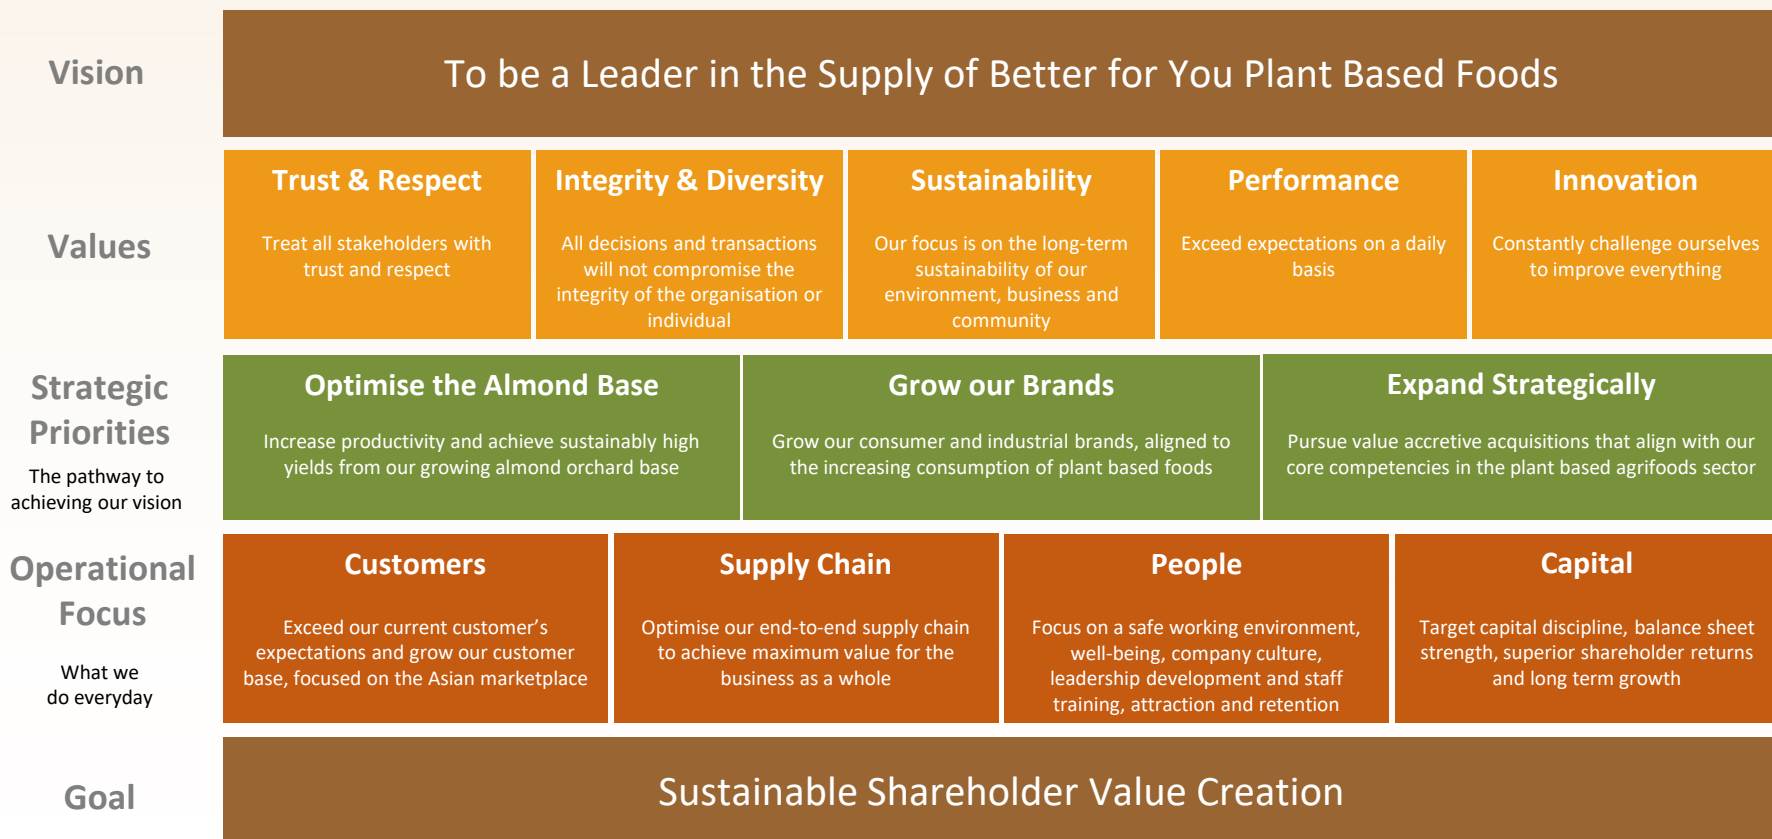 Vision
To be a Leader in the Supply of Better for You Plant Based Foods
Values
Trust & Respect
Treat all stakeholders with
trust and respect
Integrity & Diversity
All decisions and transactions
will not compromise the
integrity of the organisation or
individual
Sustainability
Our focus is on the long-term
sustainability of our
environment, business and
community
Performance
Exceed expectations on a daily
basis
Innovation
Constantly challenge ourselves
to improve everything
Strategic
Priorities
The pathway to
achieving our vision
Optimise the Almond Base
Increase productivity and achieve sustainably high
yields from our growing almond orchard base
Grow our Brands
Grow our consumer and industrial brands, aligned to
the increasing consumption of plant based foods
Expand Strategically
Pursue value accretive acquisitions that align with our
core competencies in the plant based agrifoods sector
Operational
Focus
What we
do everyday
Customers
Exceed our current customer’s
expectations and grow our customer
base, focused on the Asian marketplace
Supply Chain
Optimise our end-to-end supply chain
to achieve maximum value for the
business as a whole
People
Focus on a safe working environment,
well-being, company culture,
leadership development and staff
training, attraction and retention
Capital
Target capital discipline, balance sheet
strength, superior shareholder returns
and long term growth
Goal
Sustainable Shareholder Value Creation